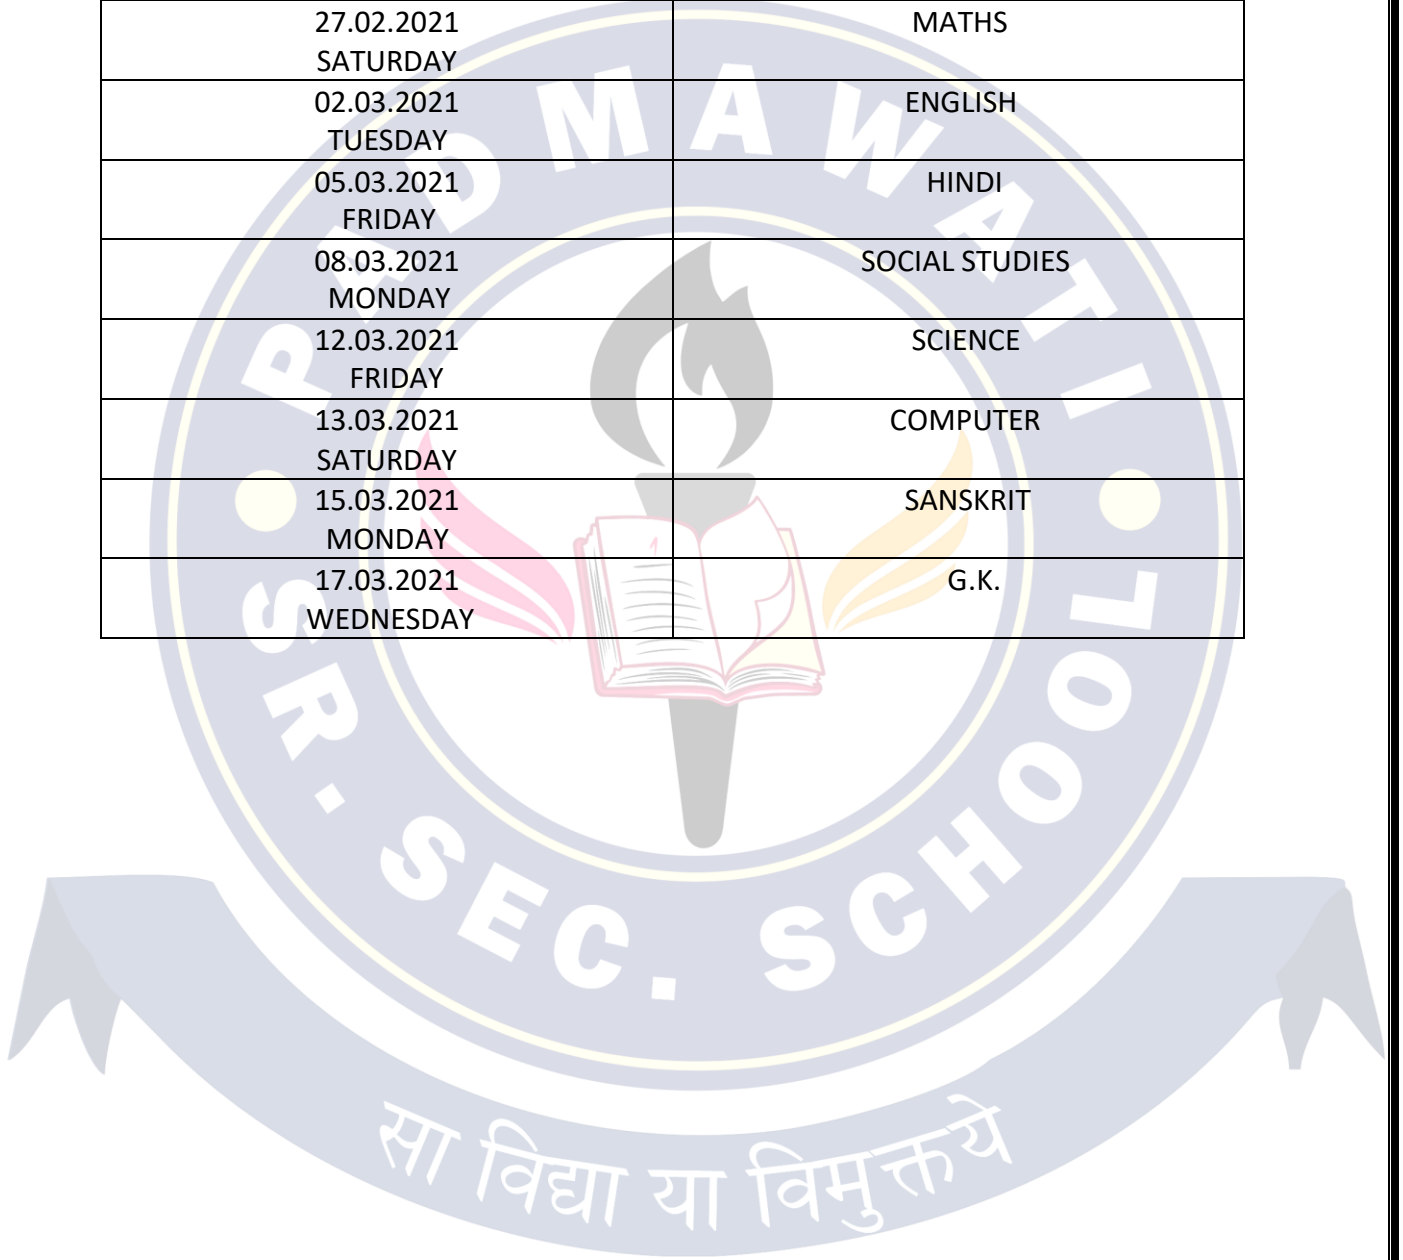 27.02.2021 MATHS
SATURDAY
02.03.2021 ENGLISH
TUESDAY
05.03.2021 HINDI
FRIDAY
08.03.2021 SOCIAL STUDIES
MONDAY
12.03.2021 SCIENCE
FRIDAY
13.03.2021 COMPUTER
SATURDAY
15.03.2021 SANSKRIT
MONDAY
17.03.2021 G.K.
WEDNESDAY
PADMAWATI
SR. SEC. SCHOOL
सा विद्या या विमुक्तये